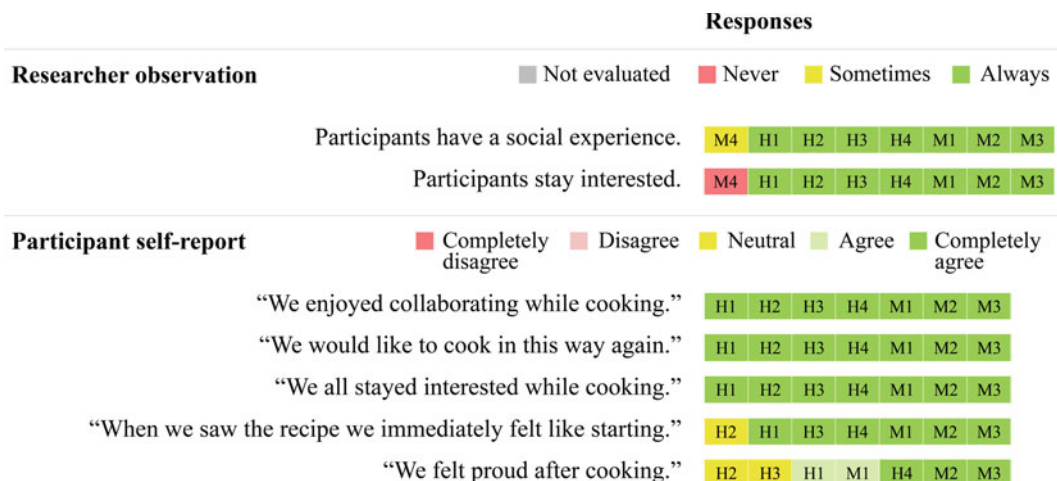 Responses
Researcher observation Not evaluated Never Sometimes Always
Participants have a social experience. M4 H1 H2 H3 H4 M1 M2 M3
Participants stay interested. M4 H1 H2 H3 H4 M1 M2 M3
Participant self-report Completely disagree Disagree Neutral Agree Completely agree
“We enjoyed collaborating while cooking.” H1 H2 H3 H4 M1 M2 M3
“We would like to cook in this way again.” H1 H2 H3 H4 M1 M2 M3
“We all stayed interested while cooking.” H1 H2 H3 H4 M1 M2 M3
“When we saw the recipe we immediately felt like starting.” H2 H1 H3 H4 M1 M2 M3
“We felt proud after cooking.” H2 H3 H1 M1 H4 M2 M3